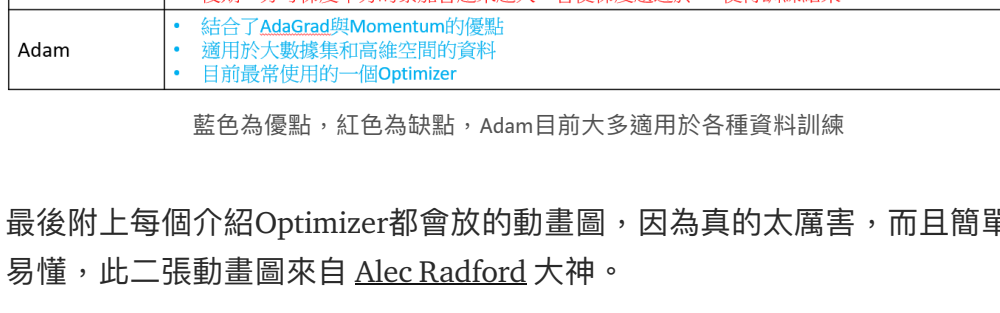 • 結合了AdaGrad與Momentum的優點
Adam
• 適用於大數據集和高維空間的資料
• 目前最常使用的一個Optimizer
藍色為優點，紅色為缺點，Adam目前大多適用於各種資料訓練
最後附上每個介紹Optimizer都會放的動畫圖，因為真的太厲害，而且簡單
易懂，此二張動畫圖來自 Alec Radford 大神。